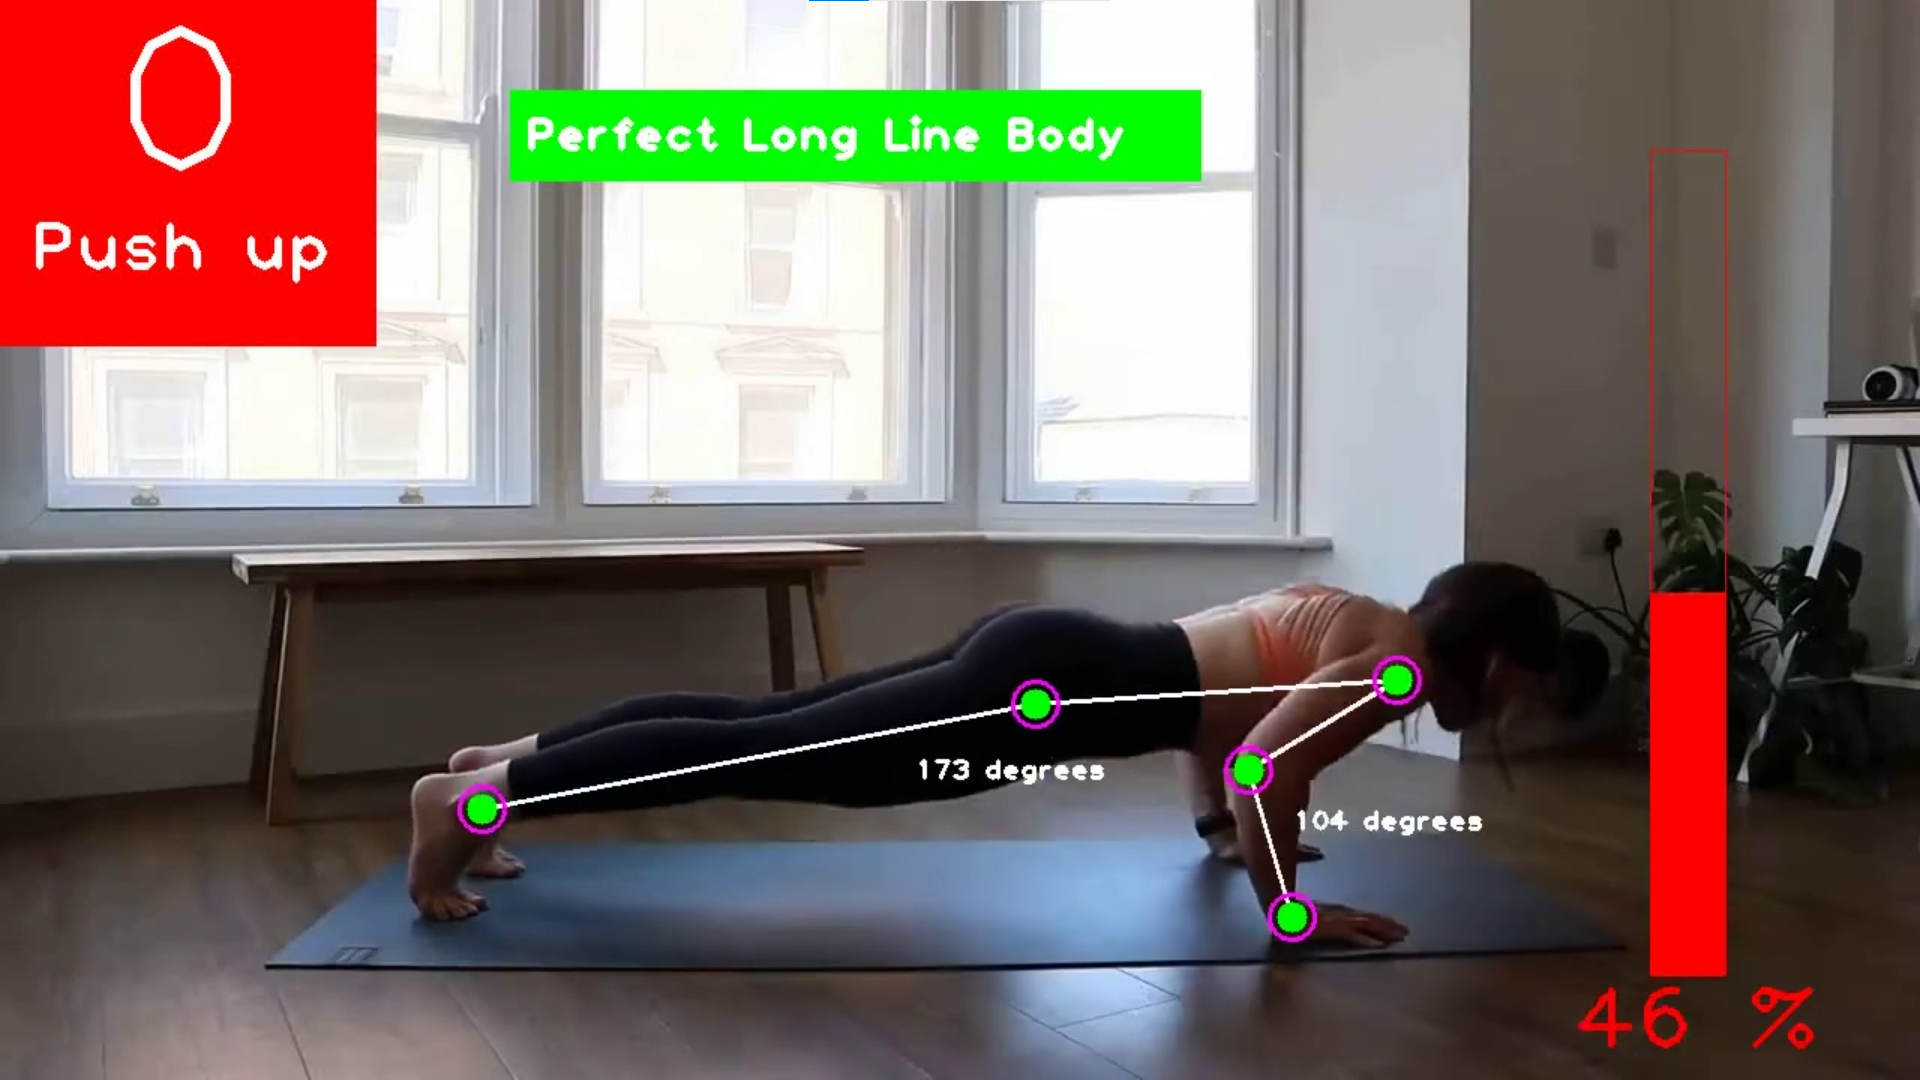 0
Push up
Perfect Long Line Body
173 degrees
104 degrees
46 %